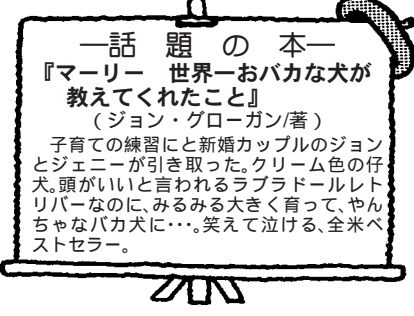 ―話 題 の 本―
『マーリー 世界一おバカな犬が
教えてくれたこと』
(ジョン・グローガン/著)
子育ての練習にと新婚カップルのジョン
とジェニーが引き取った。クリーム色の仔
犬。頭がいいと言われるラブラドールレト
リバーなのに、みるみる大きく育って、やん
ちゃなバカ犬に･･･。笑えて泣ける、全米ベ
ストセラー。